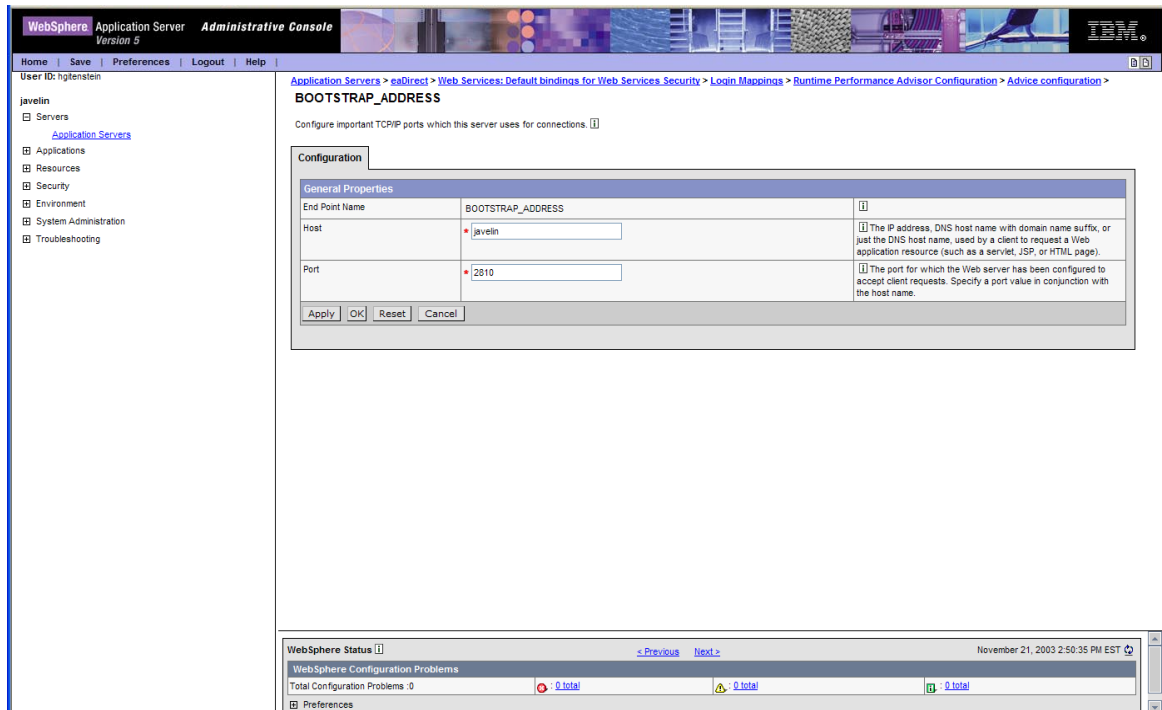 WebSphere Application Server Administrative Console
Version 5
IBM.
Home | Save | Preferences | Logout | Help |
User ID: hgitenstein
javelin
Servers
Application Servers
Applications
Resources
Security
Environment
System Administration
Troubleshooting
Application Servers > eaDirect > Web Services: Default bindings for Web Services Security > Login Mappings > Runtime Performance Advisor Configuration > Advice configuration >
BOOTSTRAP_ADDRESS
Configure important TCP/IP ports which this server uses for connections. i
Configuration
General Properties
End Point Name BOOTSTRAP_ADDRESS i
Host * javelin i The IP address, DNS host name with domain name suffix, or
just the DNS host name, used by a client to request a Web
application resource (such as a servlet, JSP, or HTML page).
Port * 2810 i The port for which the Web server has been configured to
accept client requests. Specify a port value in conjunction with
the host name.
Apply OK Reset Cancel
WebSphere Status i < Previous Next > November 21, 2003 2:50:35 PM EST
WebSphere Configuration Problems
Total Configuration Problems :0 : 0 total : 0 total : 0 total
Preferences